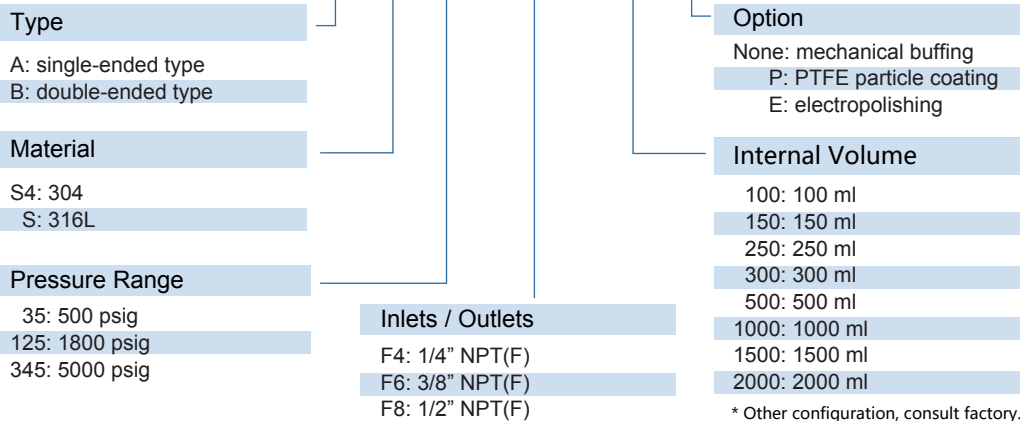 Type
A: single-ended type
B: double-ended type
Material
S4: 304
S: 316L
Pressure Range
35: 500 psig
125: 1800 psig
345: 5000 psig
Inlets / Outlets
F4: 1/4” NPT(F)
F6: 3/8” NPT(F)
F8: 1/2” NPT(F)
Option
None: mechanical buffing
P: PTFE particle coating
E: electropolishing
Internal Volume
100: 100 ml
150: 150 ml
250: 250 ml
300: 300 ml
500: 500 ml
1000: 1000 ml
1500: 1500 ml
2000: 2000 ml
* Other configuration, consult factory.